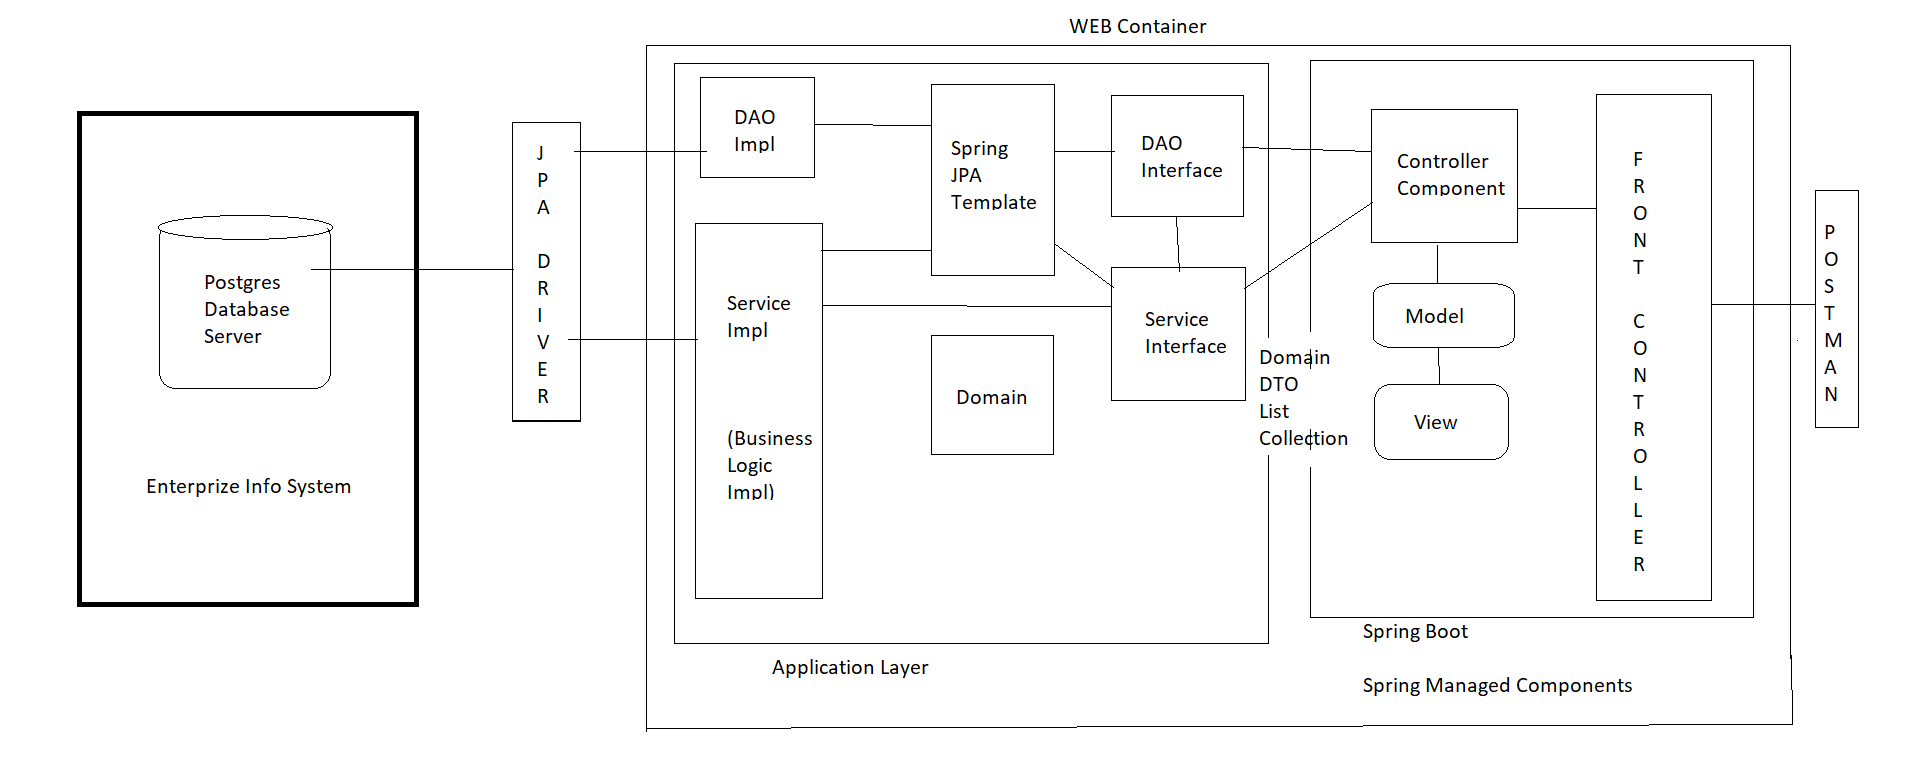 WEB Container
DAO
Impl
Spring
JPA
Template
DAO
Interface
Controller
Component
J
P
A
D
R
I
V
E
R
F
R
O
N
T
C
O
N
T
R
O
L
L
E
R
P
O
S
T
M
A
N
Postgres
Database
Server
Service
Impl
(Business
Logic
Impl)
Service
Interface
Model
Domain
Domain
DTO
List
Collection
View
Enterprize Info System
Spring Boot
Application Layer
Spring Managed Components